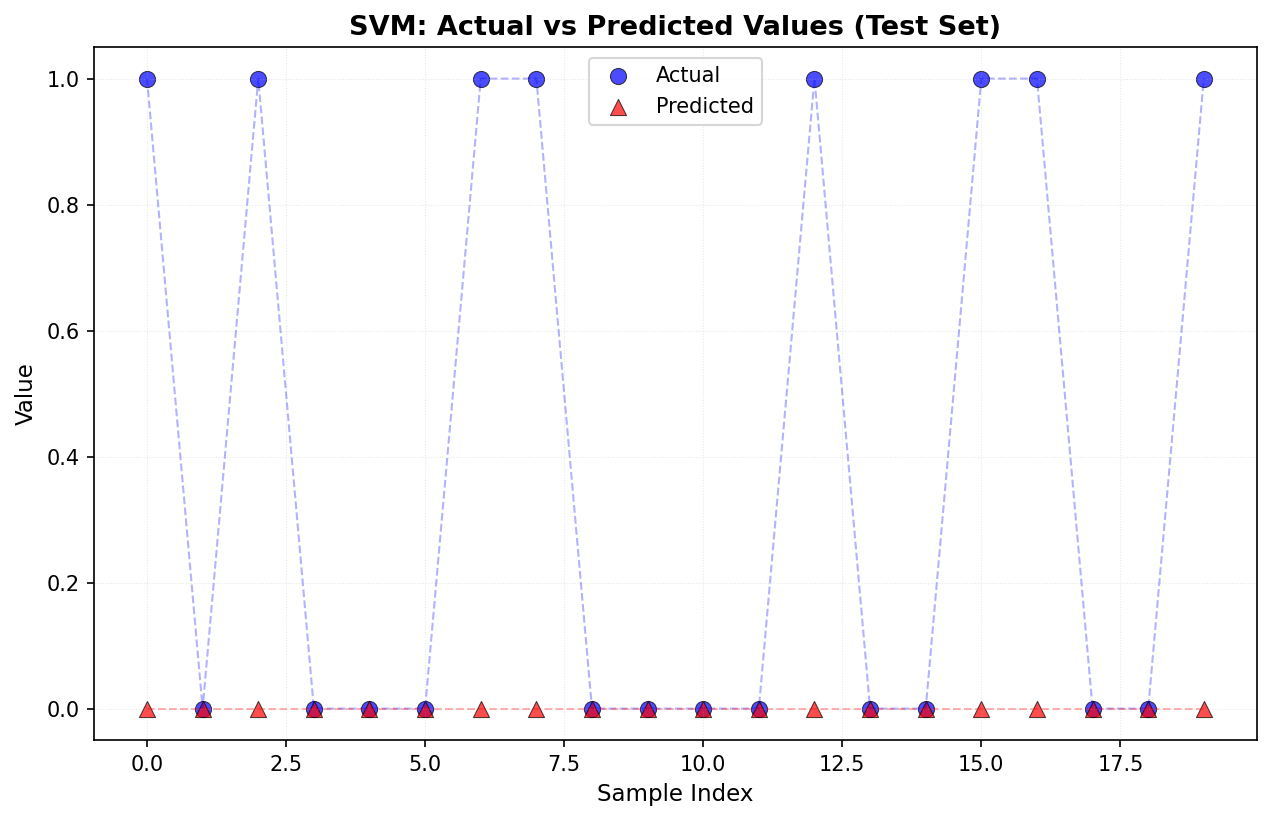 SVM: Actual vs Predicted Values (Test Set)
Actual
Predicted
1.0
0.8
0.6
0.4
0.2
0.0
Value
0.0 2.5 5.0 7.5 10.0 12.5 15.0 17.5
Sample Index